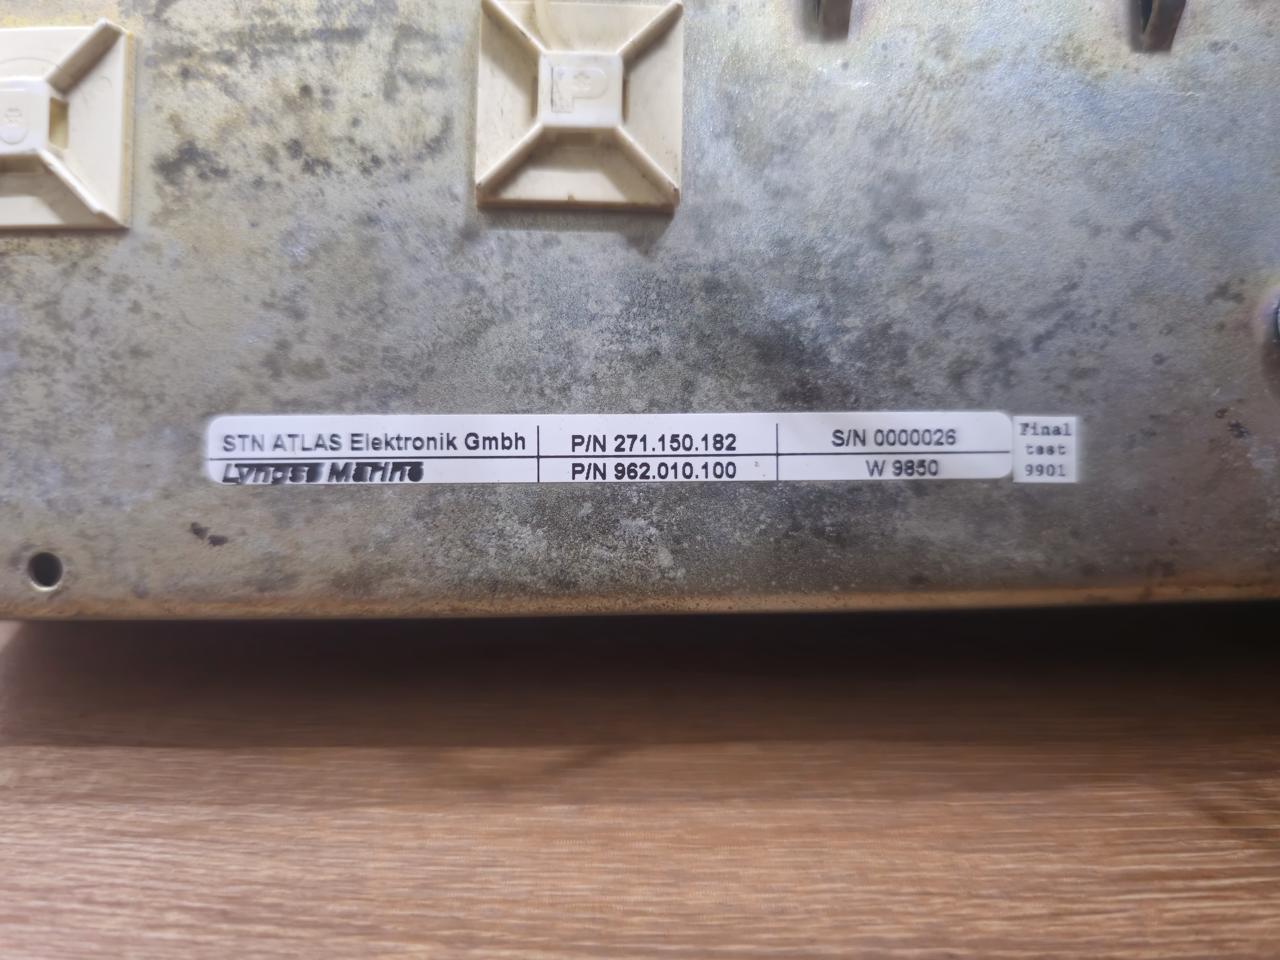 STN ATLAS Elektronik Gmbh
Lyngsø Marine
P/N 271.150.182
P/N 962.010.100
S/N 0000026
W 9850
Final
test
9901
P